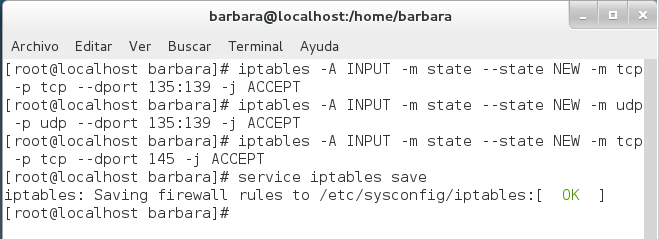 barbara@localhost:/home/barbara
Archivo Editar Ver Buscar Terminal Ayuda
[root@localhost barbara]# iptables -A INPUT -m state --state NEW -m tcp
-p tcp --dport 135:139 -j ACCEPT
[root@localhost barbara]# iptables -A INPUT -m state --state NEW -m udp
-p udp --dport 135:139 -j ACCEPT
[root@localhost barbara]# iptables -A INPUT -m state --state NEW -m tcp
-p tcp --dport 145 -j ACCEPT
[root@localhost barbara]# service iptables save
iptables: Saving firewall rules to /etc/sysconfig/iptables:[  OK  ]
[root@localhost barbara]#